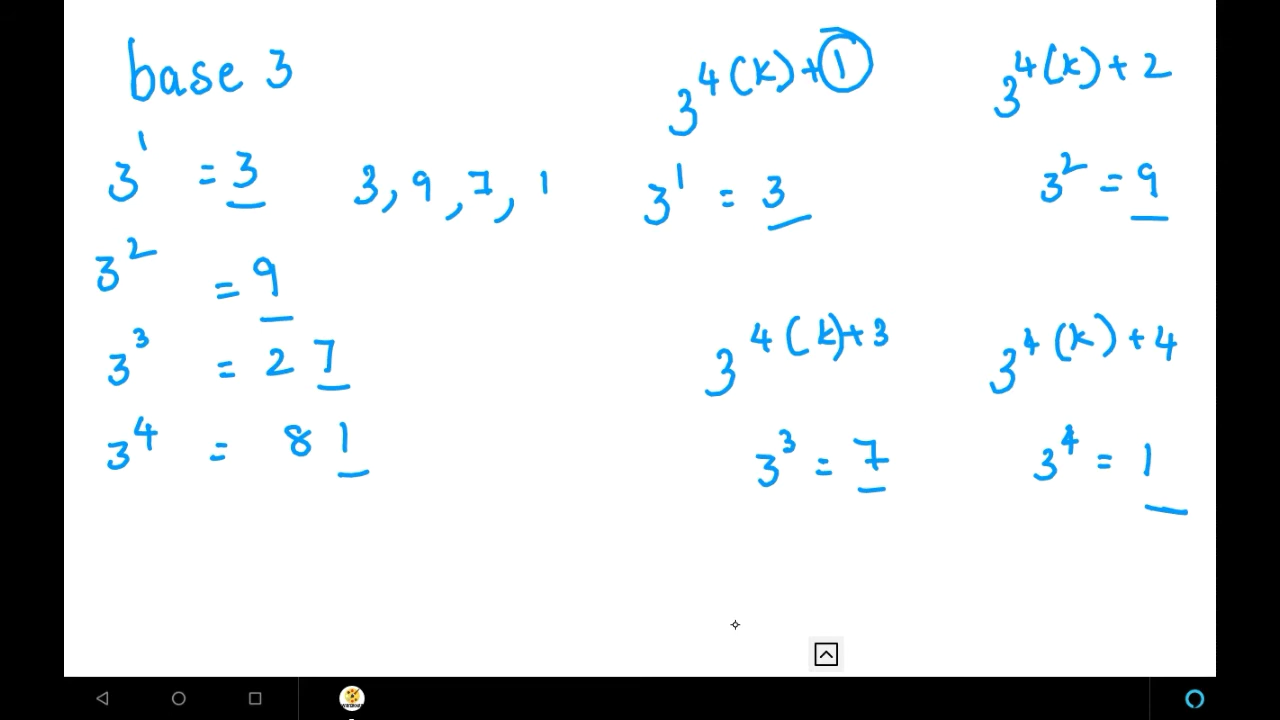 base 3
3^1 = 3
3, 9, 7, 1
3^2 = 9
3^3 = 27
3^4 = 81
3^4(k)+1
3^1 = 3
3^4(k)+2
3^2 = 9
3^4(k)+3
3^3 = 7
3^4(k)+4
3^4 = 1